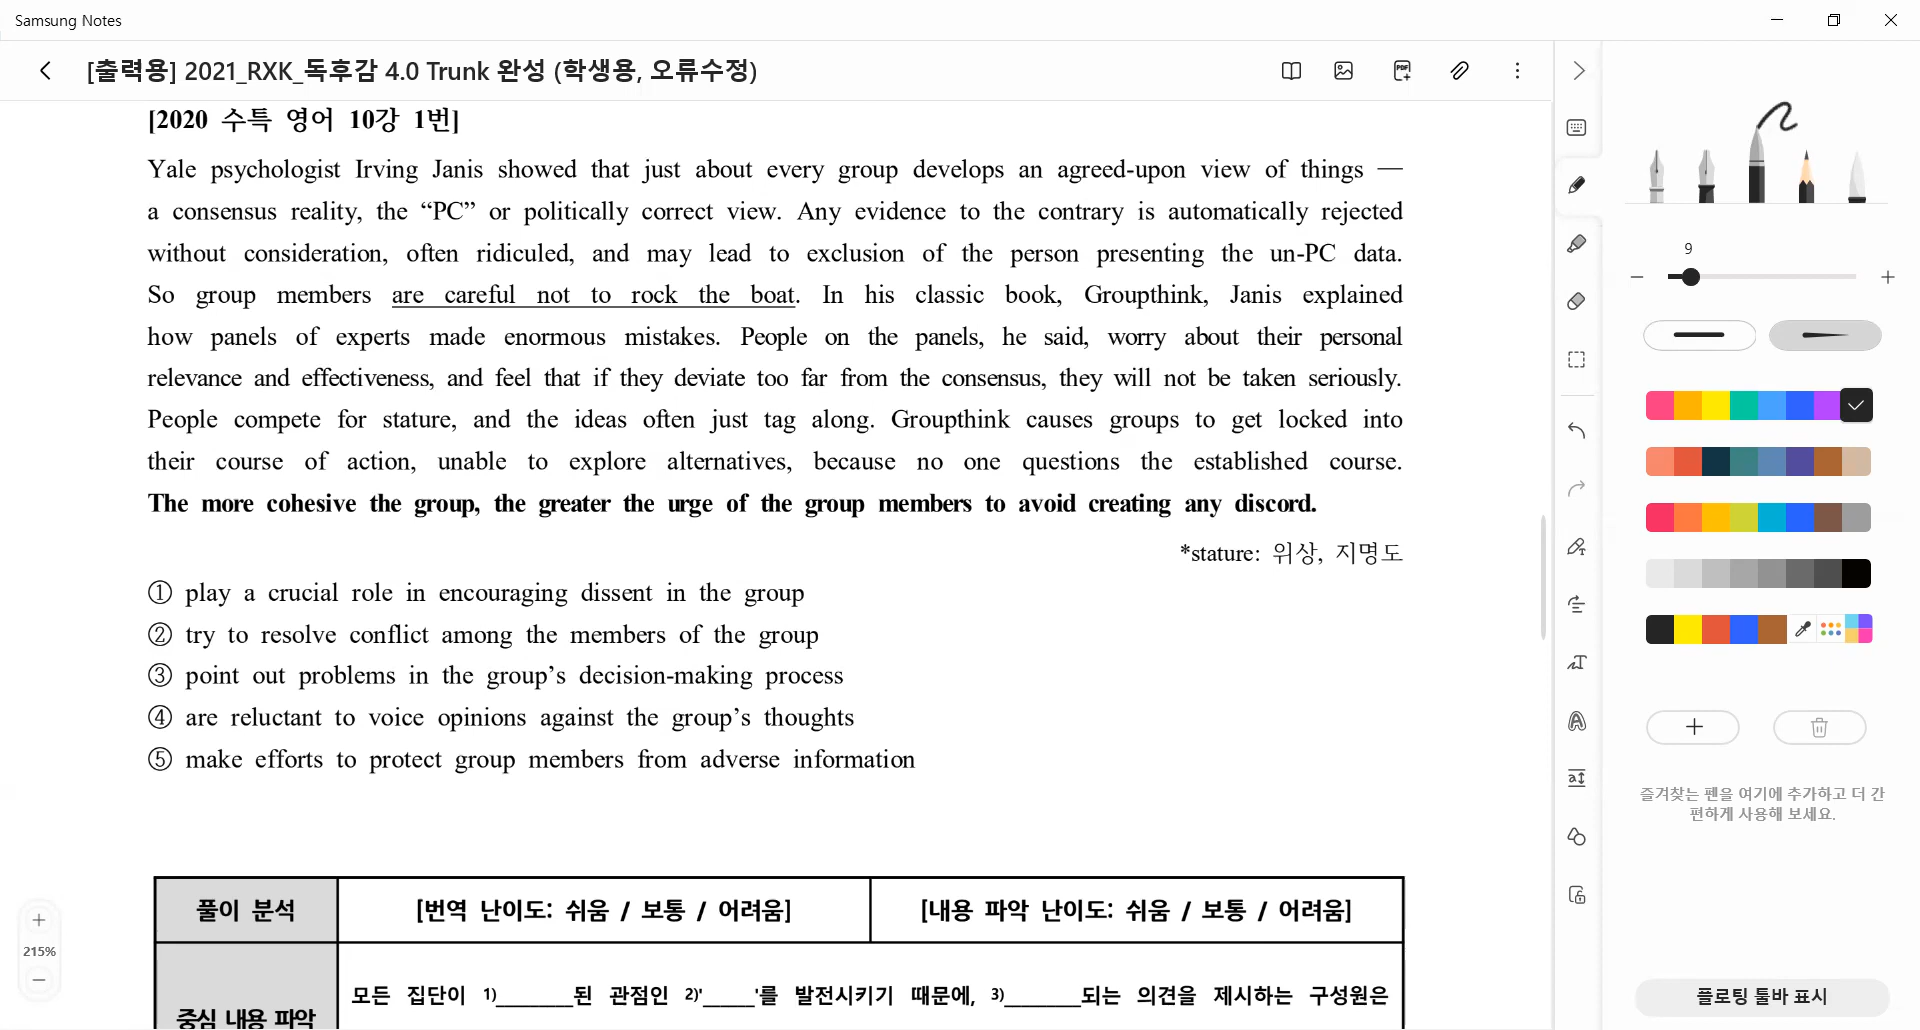 Samsung Notes
[출력용] 2021_RXK_독후감 4.0 Trunk 완성 (학생용, 오류수정)
PDF
[2020 수특 영어 10강 1번]
Yale psychologist Irving Janis showed that just about every group develops an agreed-upon view of things —
a consensus reality, the “PC” or politically correct view. Any evidence to the contrary is automatically rejected
without consideration, often ridiculed, and may lead to exclusion of the person presenting the un-PC data.
So group members are careful not to rock the boat. In his classic book, Groupthink, Janis explained
how panels of experts made enormous mistakes. People on the panels, he said, worry about their personal
relevance and effectiveness, and feel that if they deviate too far from the consensus, they will not be taken seriously.
People compete for stature, and the ideas often just tag along. Groupthink causes groups to get locked into
their course of action, unable to explore alternatives, because no one questions the established course.
The more cohesive the group, the greater the urge of the group members to avoid creating any discord.
*stature: 위상, 지명도
① play a crucial role in encouraging dissent in the group
② try to resolve conflict among the members of the group
③ point out problems in the group’s decision-making process
④ are reluctant to voice opinions against the group’s thoughts
⑤ make efforts to protect group members from adverse information
풀이 분석 [번역 난이도: 쉬움 / 보통 / 어려움] [내용 파악 난이도: 쉬움 / 보통 / 어려움]
중심 내용 파악
모든 집단이 1)________된 관점인 2)'_____'를 발전시키기 때문에, 3)________되는 의견을 제시하는 구성원은
215%
9
즐겨찾는 펜을 여기에 추가하고 더 간
편하게 사용해 보세요.
플로팅 툴바 표시